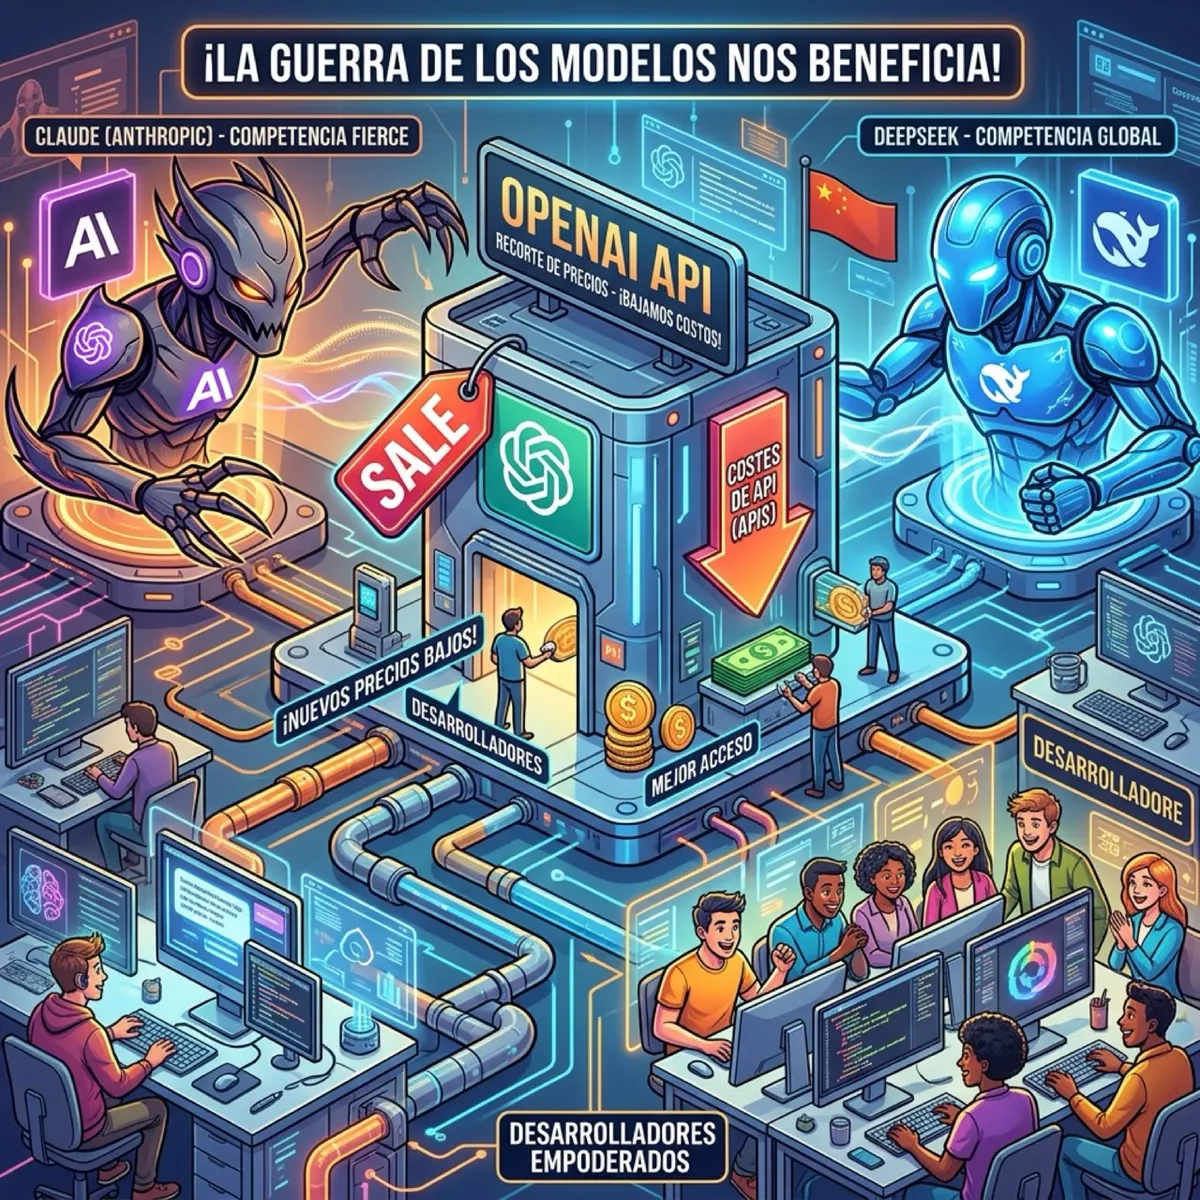 ¡LA GUERRA DE LOS MODELOS NOS BENEFICIA!
CLAUDE (ANTHROPIC) - COMPETENCIA FIERCE
DEEPSEEK - COMPETENCIA GLOBAL
AI
OPENAI API
RECORTE DE PRECIOS - ¡BAJAMOS COSTOS!
AI
SALE
COSTES
DE API
(APIS)
¡NUEVOS PRECIOS BAJOS!
DESARROLLADORES
MEJOR ACCESO
DESARROLLADORE
DESARROLLADORES
EMPODERADOS